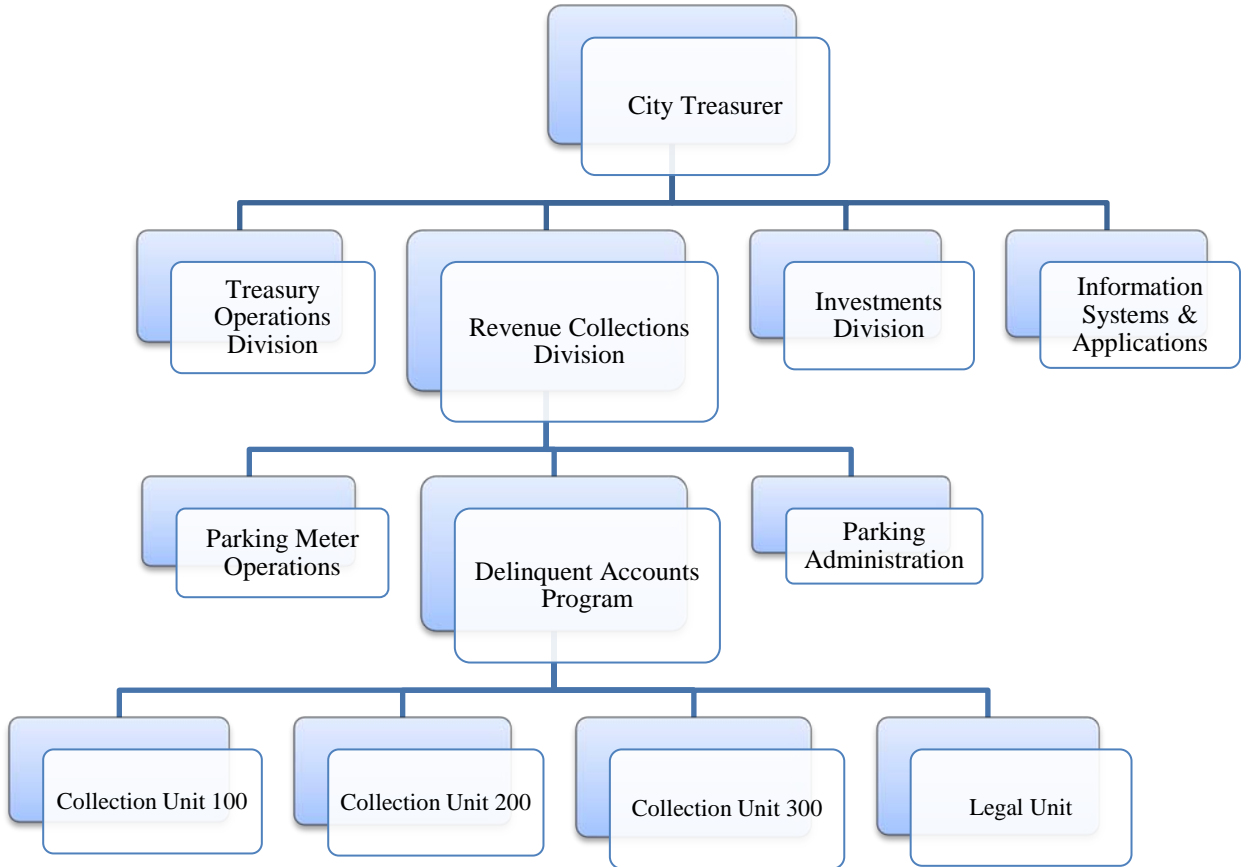 City Treasurer
Treasury
Operations
Division
Revenue Collections
Division
Investments
Division
Information
Systems &
Applications
Parking Meter
Operations
Delinquent Accounts
Program
Parking
Administration
Collection Unit 100
Collection Unit 200
Collection Unit 300
Legal Unit